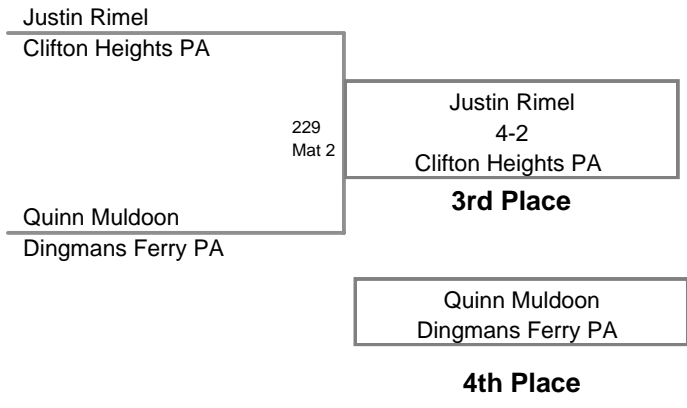 Justin Rimel
Clifton Heights PA
229
Mat 2
Justin Rimel
4-2
Clifton Heights PA
3rd Place
Quinn Muldoon
Dingmans Ferry PA
Quinn Muldoon
Dingmans Ferry PA
4th Place